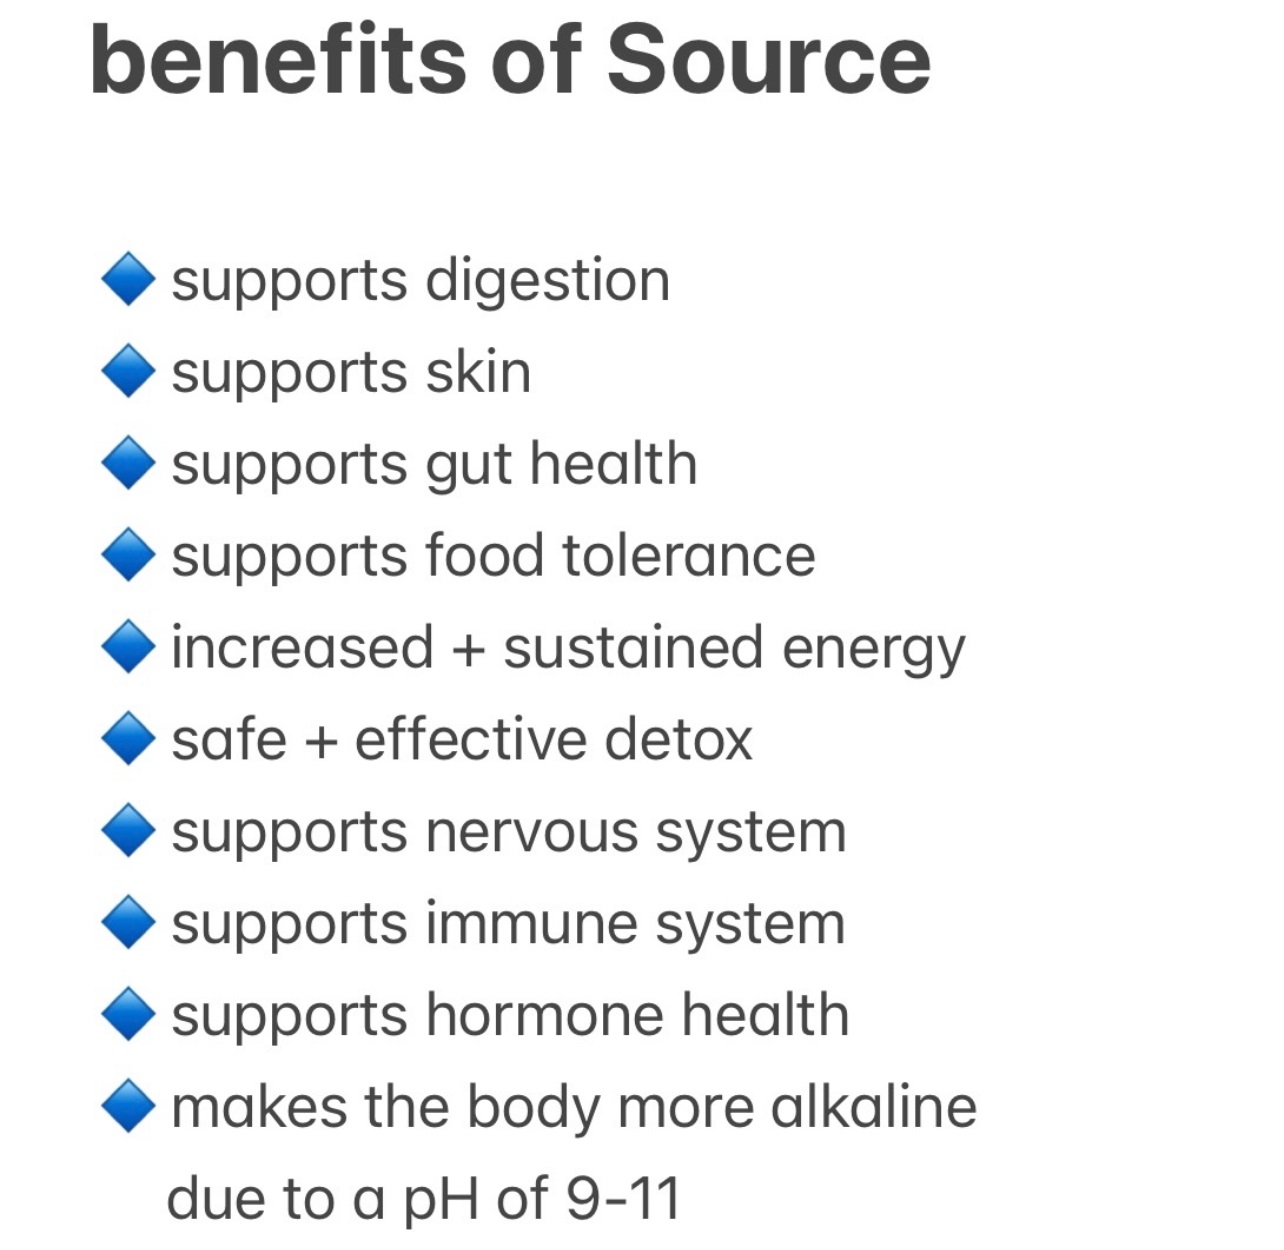 benefits of Source
🔷 supports digestion
🔷 supports skin
🔷 supports gut health
🔷 supports food tolerance
🔷 increased + sustained energy
🔷 safe + effective detox
🔷 supports nervous system
🔷 supports immune system
🔷 supports hormone health
🔷 makes the body more alkaline
due to a pH of 9-11